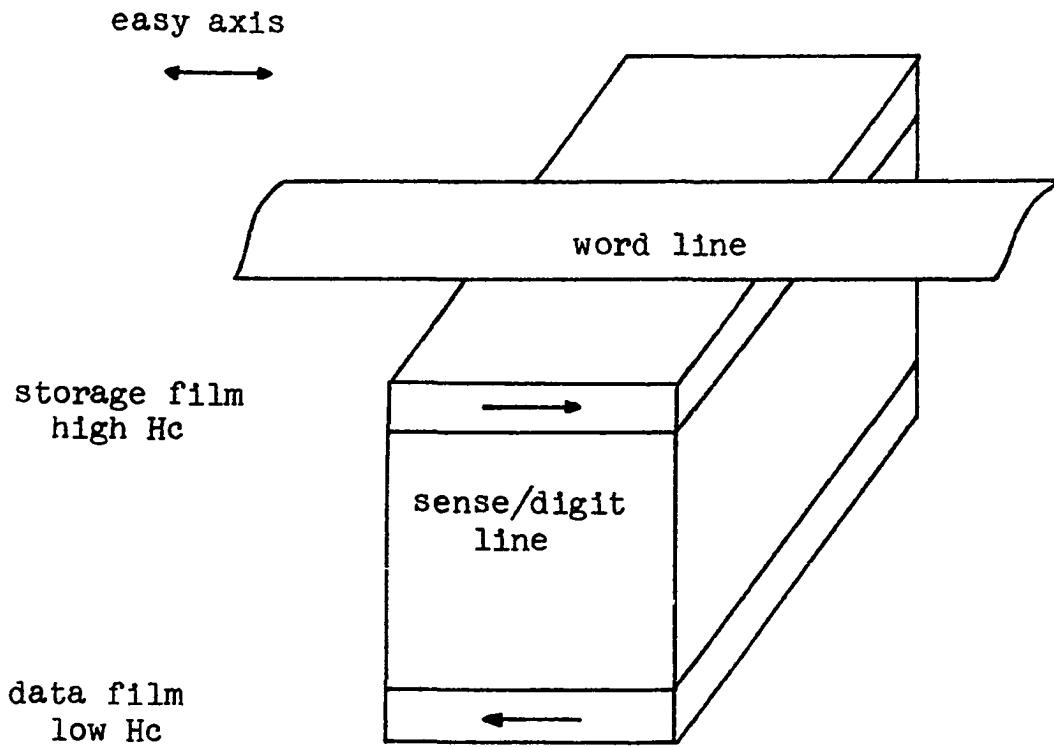 easy axis
word line
storage film
high Hc
sense/digit
line
data film
low Hc